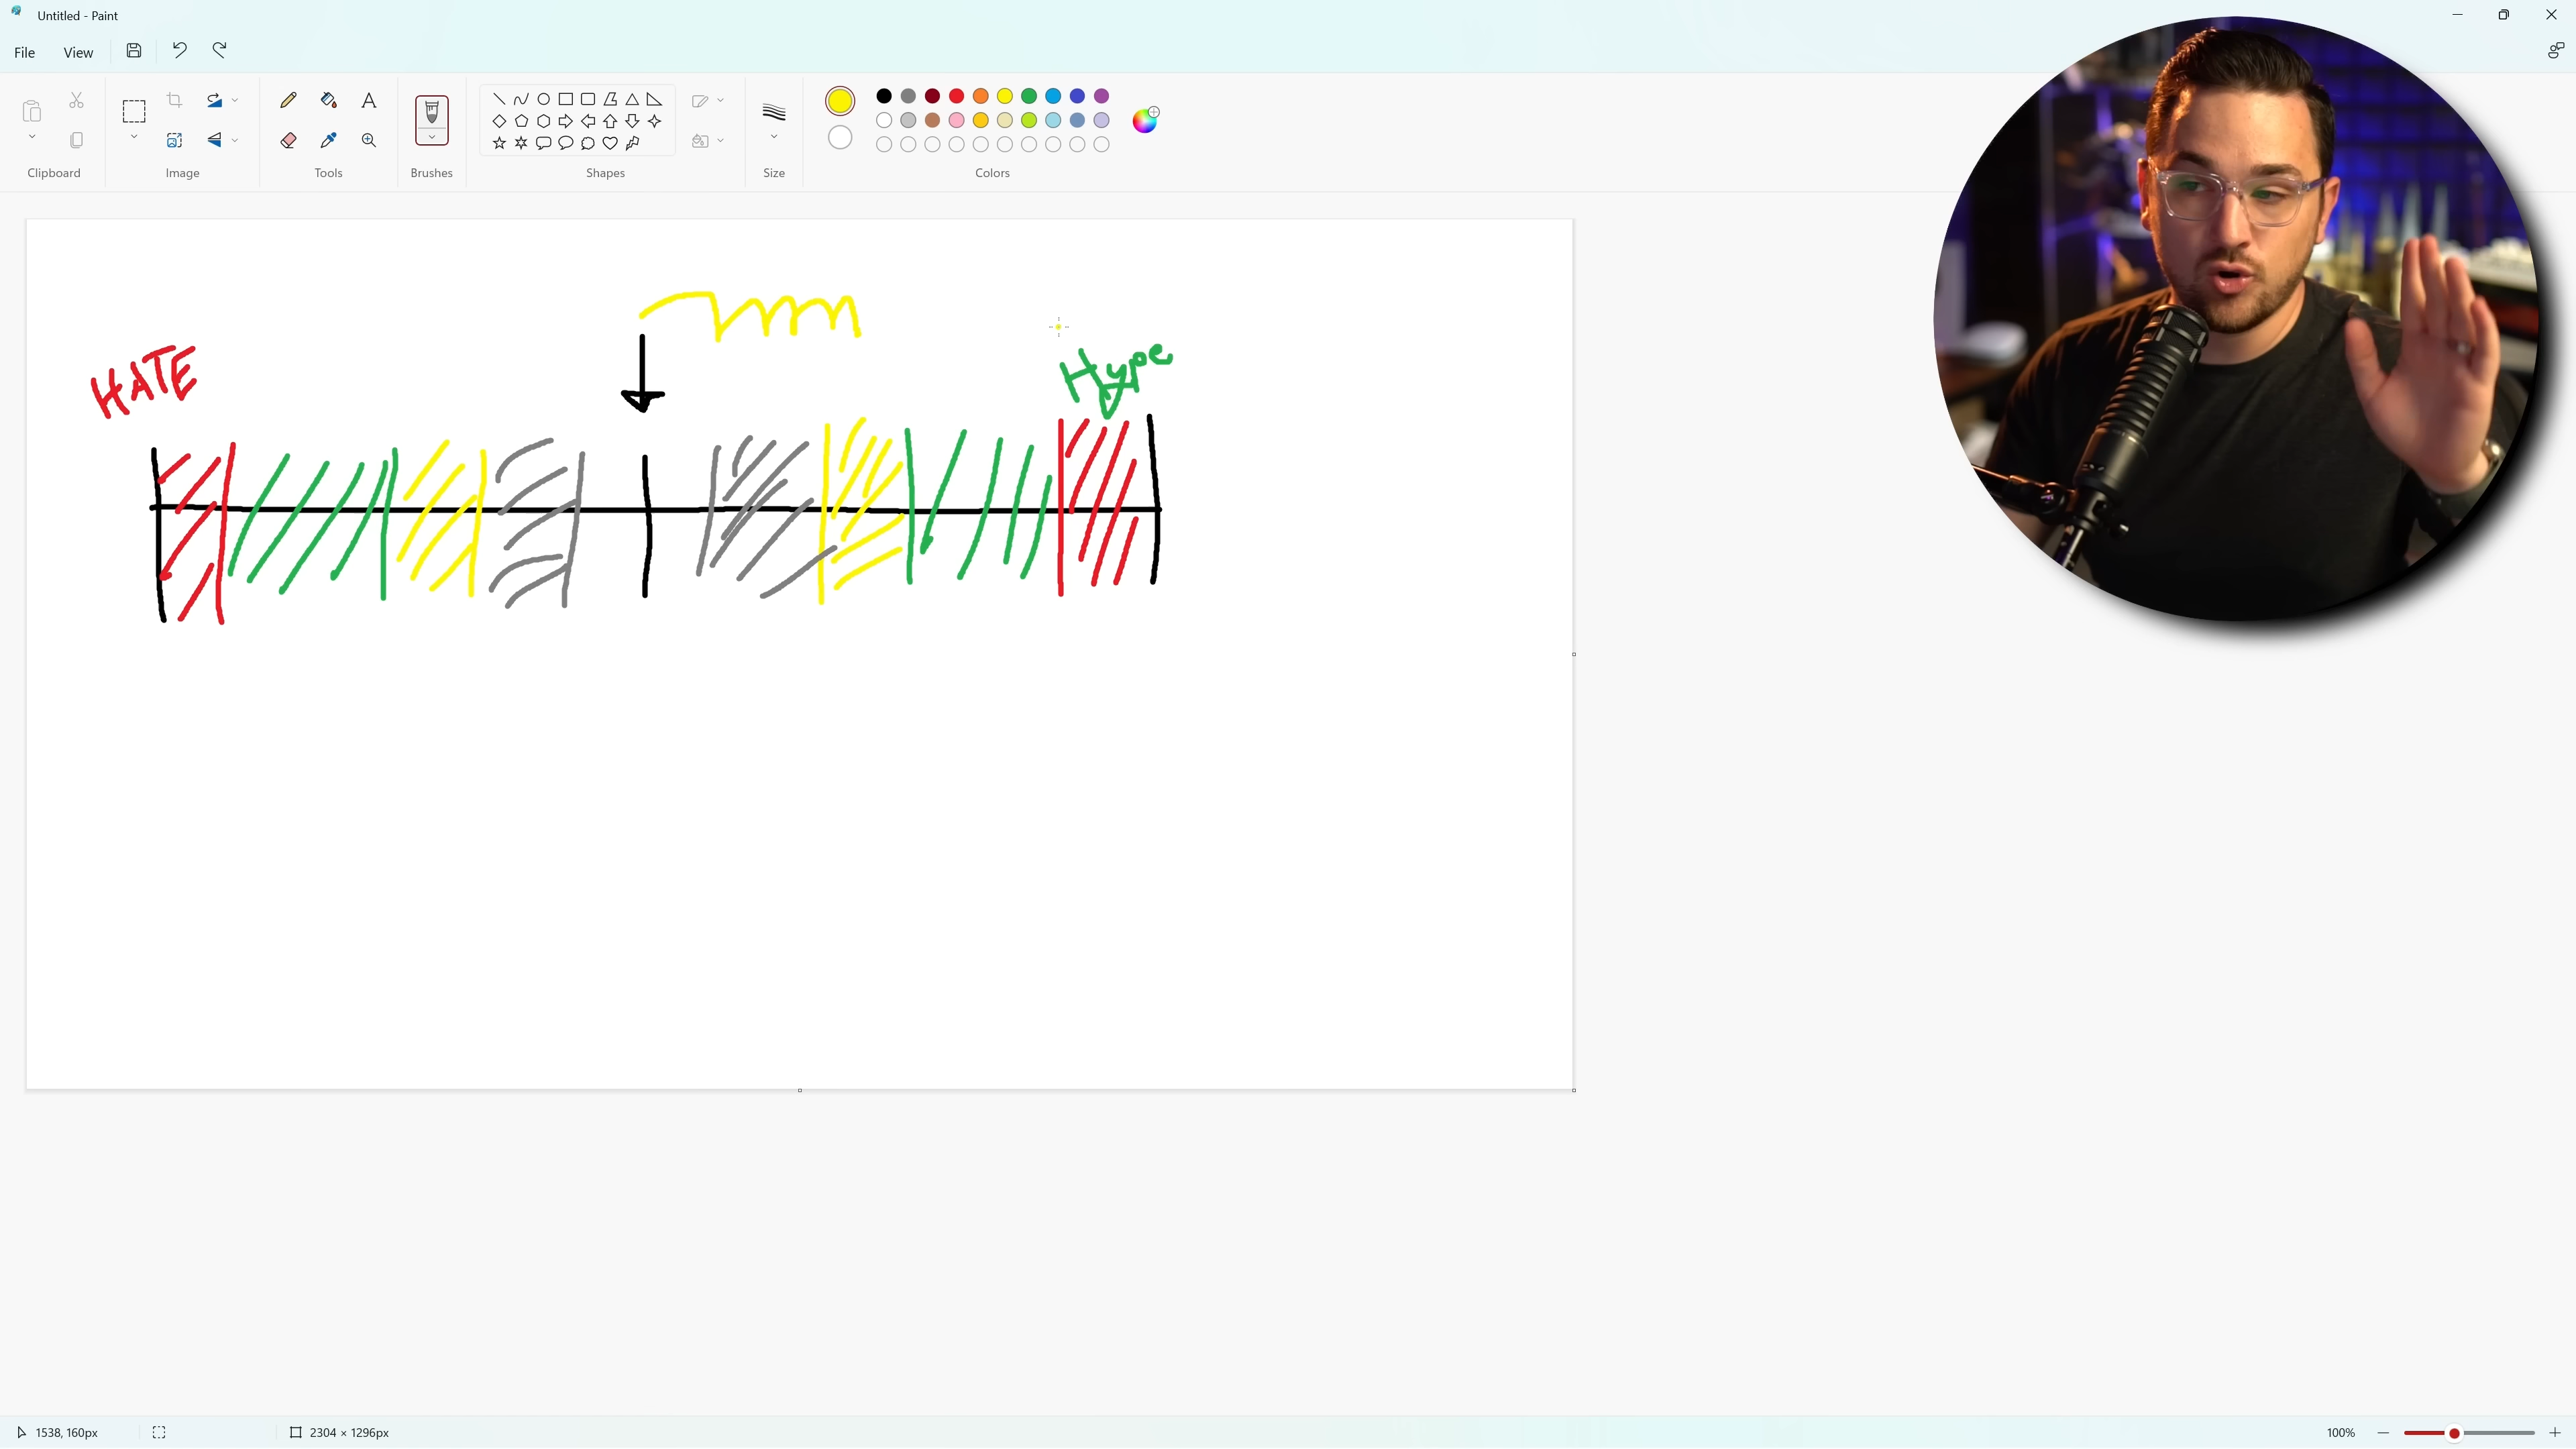 Untitled - Paint
File View
Clipboard Image Tools Brushes Shapes Size Colors
HATE
Hype
1538, 160px 2304 × 1296px 100%